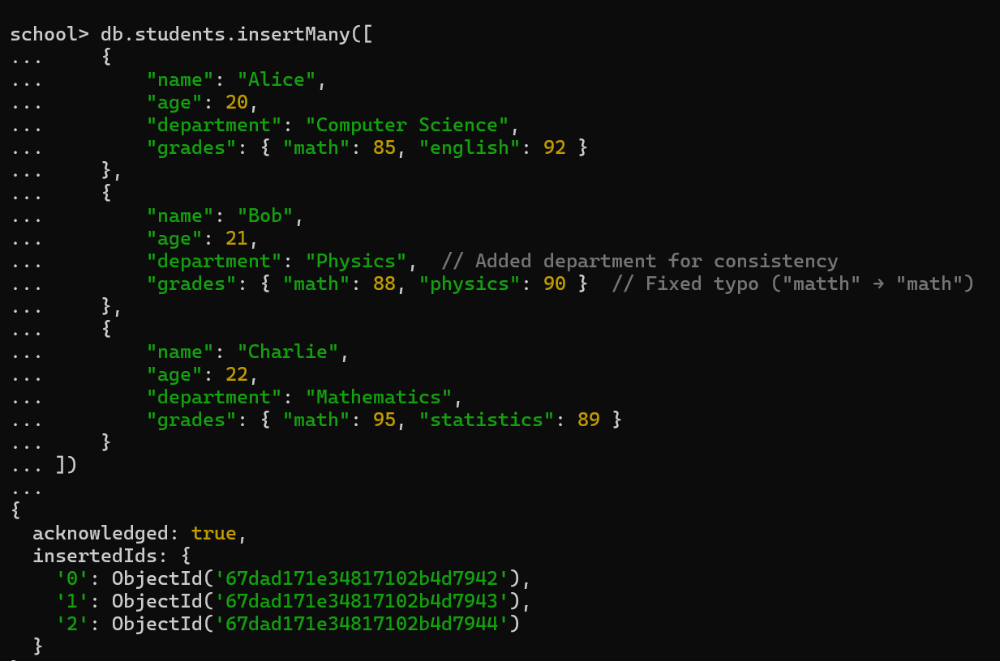 school> db.students.insertMany([
...     {
...         "name": "Alice",
...         "age": 20,
...         "department": "Computer Science",
...         "grades": { "math": 85, "english": 92 }
...     },
...     {
...         "name": "Bob",
...         "age": 21,
...         "department": "Physics",  // Added department for consistency
...         "grades": { "math": 88, "physics": 90 }  // Fixed typo ("matth" → "math")
...     },
...     {
...         "name": "Charlie",
...         "age": 22,
...         "department": "Mathematics",
...         "grades": { "math": 95, "statistics": 89 }
...     }
... ])
...
{
  acknowledged: true,
  insertedIds: {
    '0': ObjectId('67dad171e34817102b4d7942'),
    '1': ObjectId('67dad171e34817102b4d7943'),
    '2': ObjectId('67dad171e34817102b4d7944')
  }